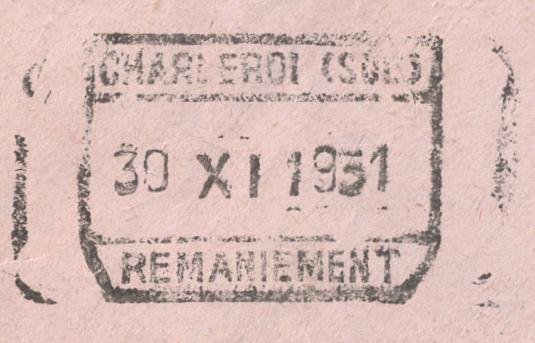 CHARLEROI (SUD)
30 XI 1951
REMANIEMENT